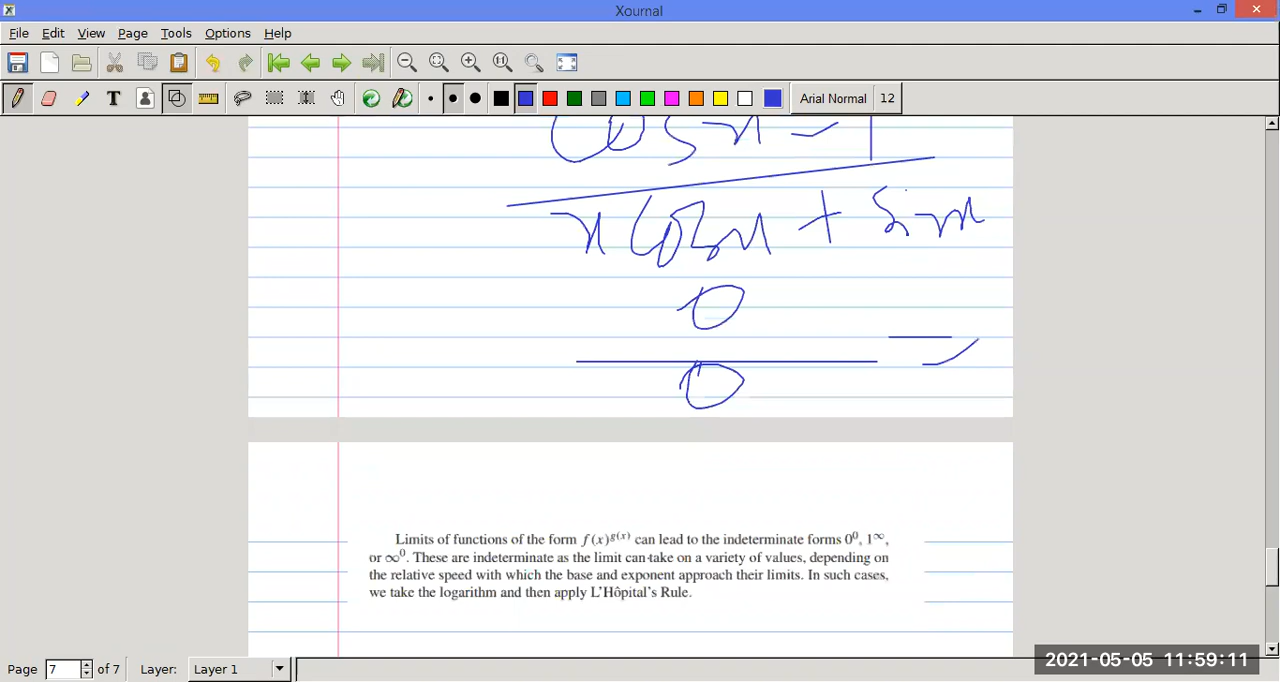 Xournal
File Edit View Page Tools Options Help
T Arial Normal 12
Cos x - 1
x Cos x + Sin x
0
0
=
Limits of functions of the form f(x)^g(x) can lead to the indeterminate forms 0⁰, 1^∞,
or ∞⁰. These are indeterminate as the limit can take on a variety of values, depending on
the relative speed with which the base and exponent approach their limits. In such cases,
we take the logarithm and then apply L'Hôpital's Rule.
Page 7 of 7 Layer: Layer 1
2021-05-05 11:59:11